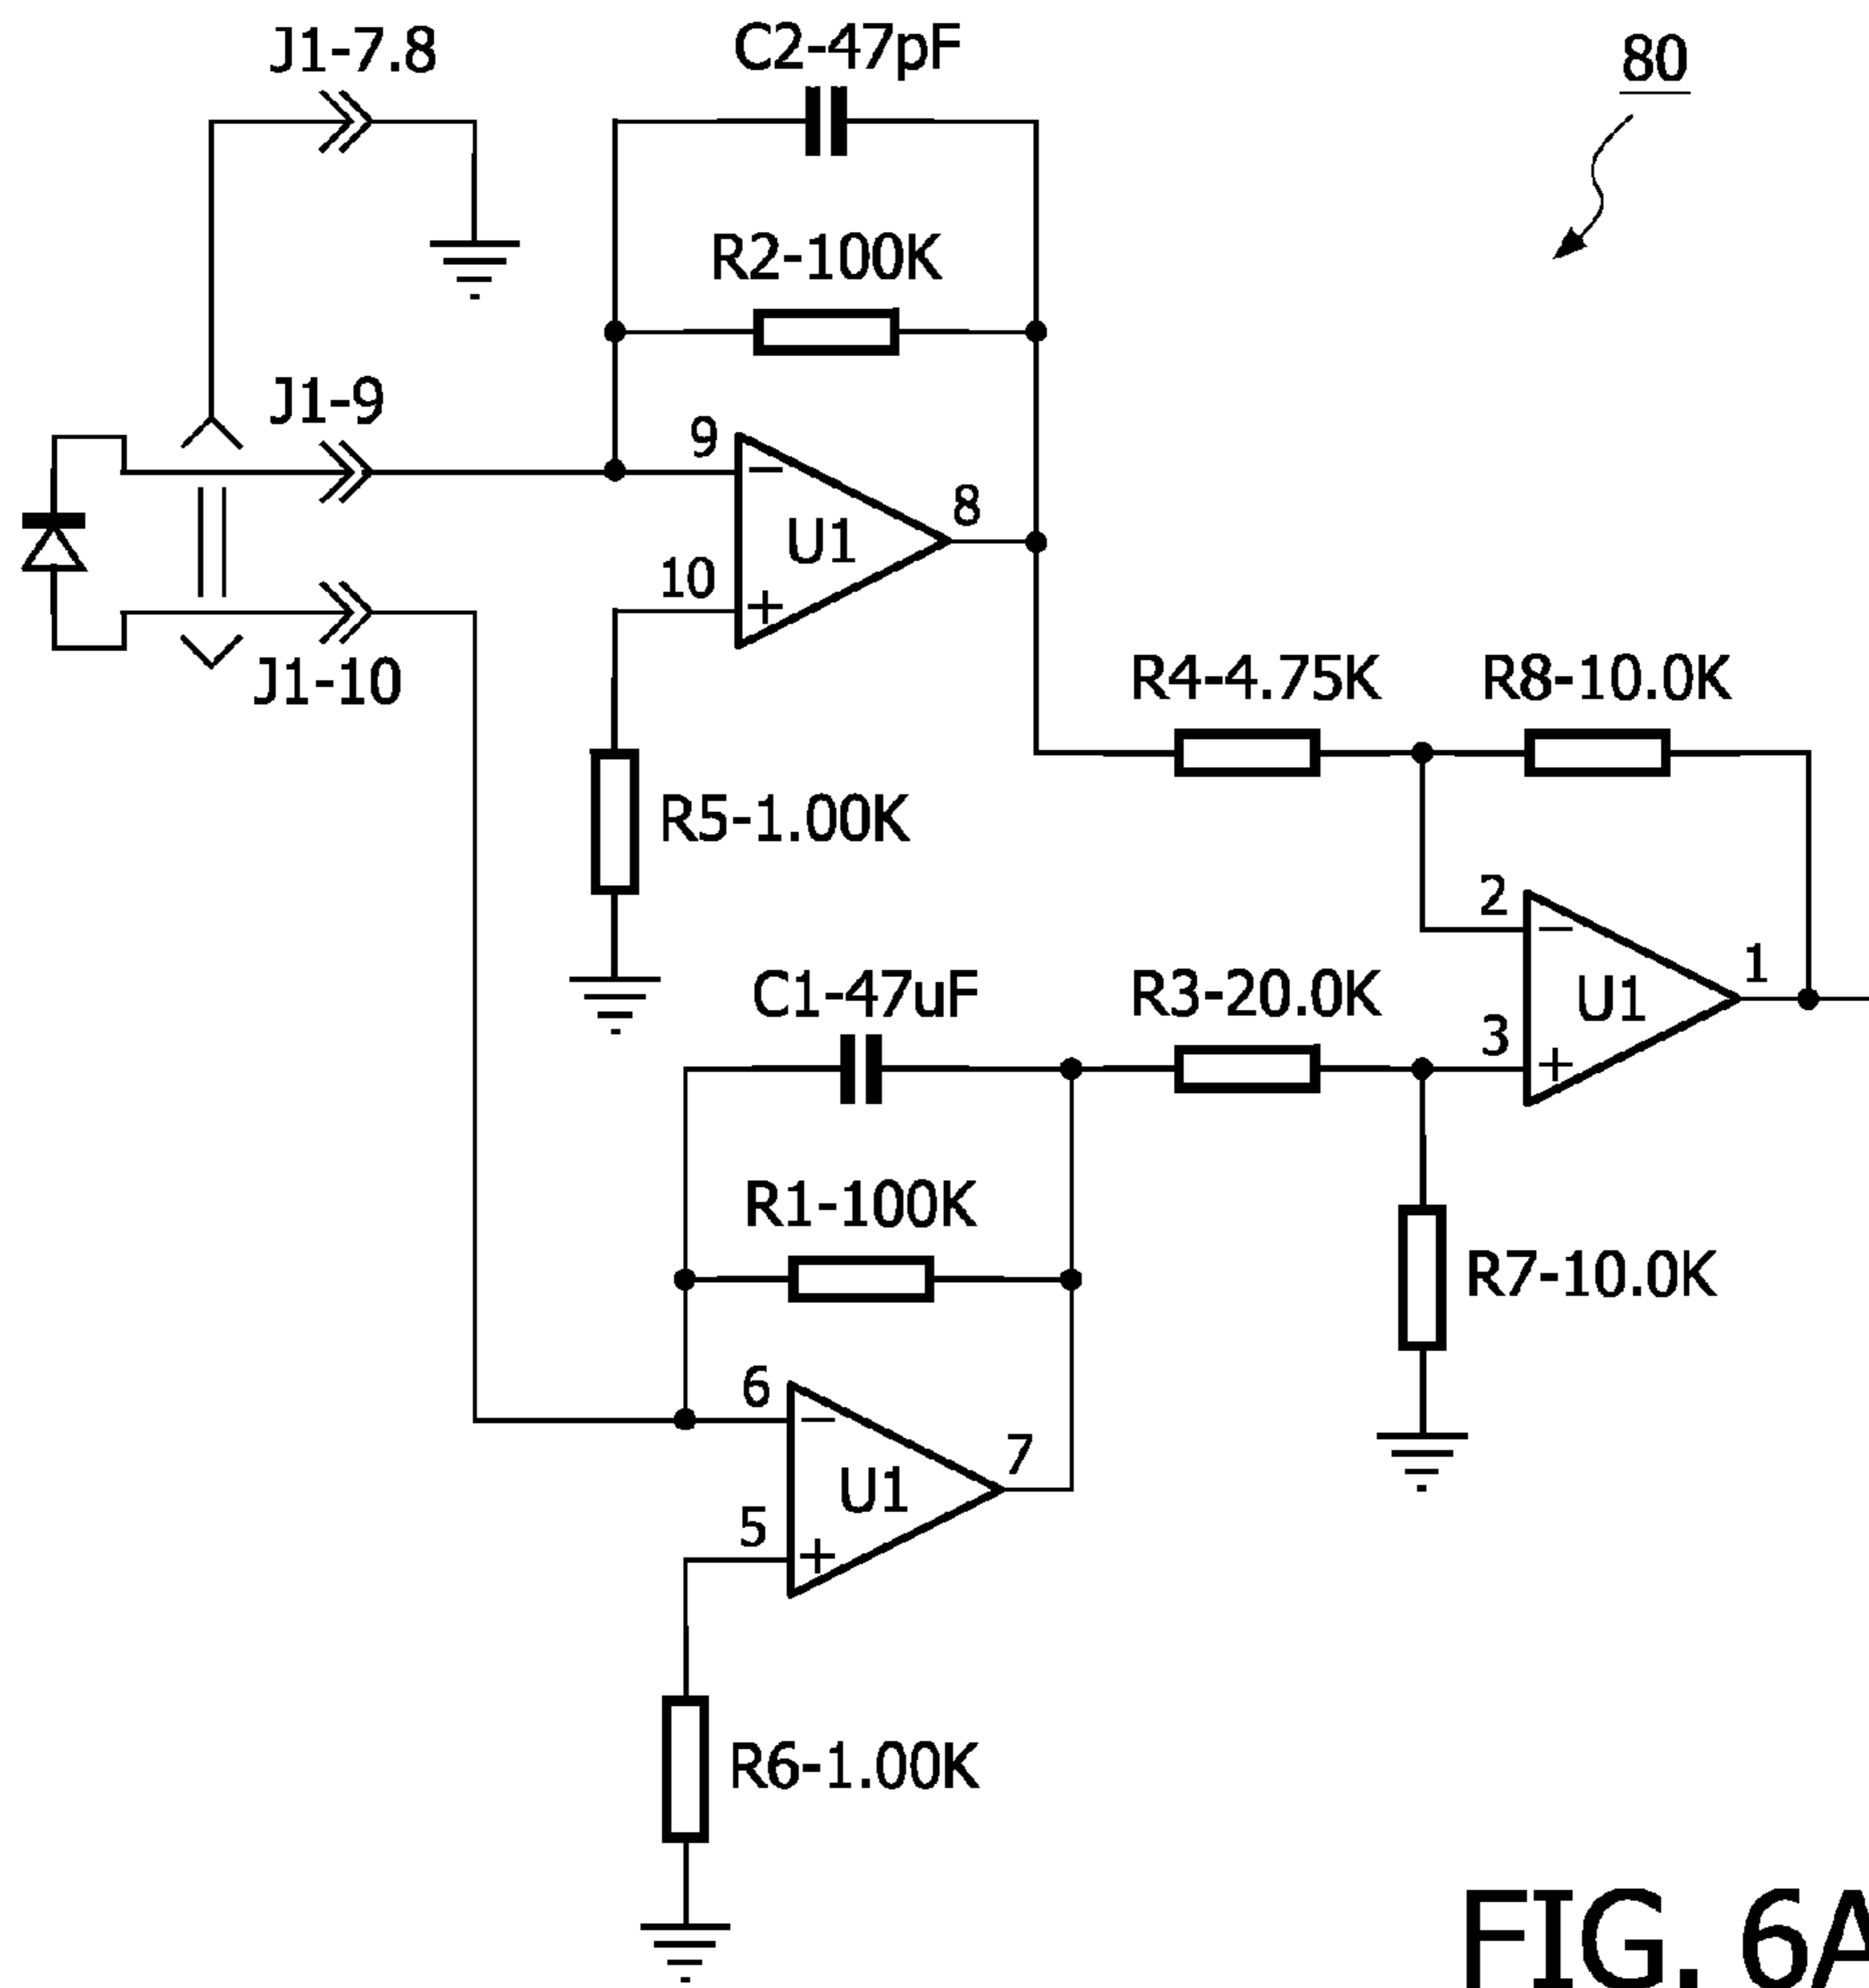 J1-7.8
C2-47pF
80
R2-100K
J1-9
9
-
U1
8
10
+
J1-10
R4-4.75K
R8-10.0K
R5-1.00K
2
-
U1
1
C1-47uF
R3-20.0K
3
+
R1-100K
R7-10.0K
6
-
U1
7
5
+
R6-1.00K
FIG. 6A